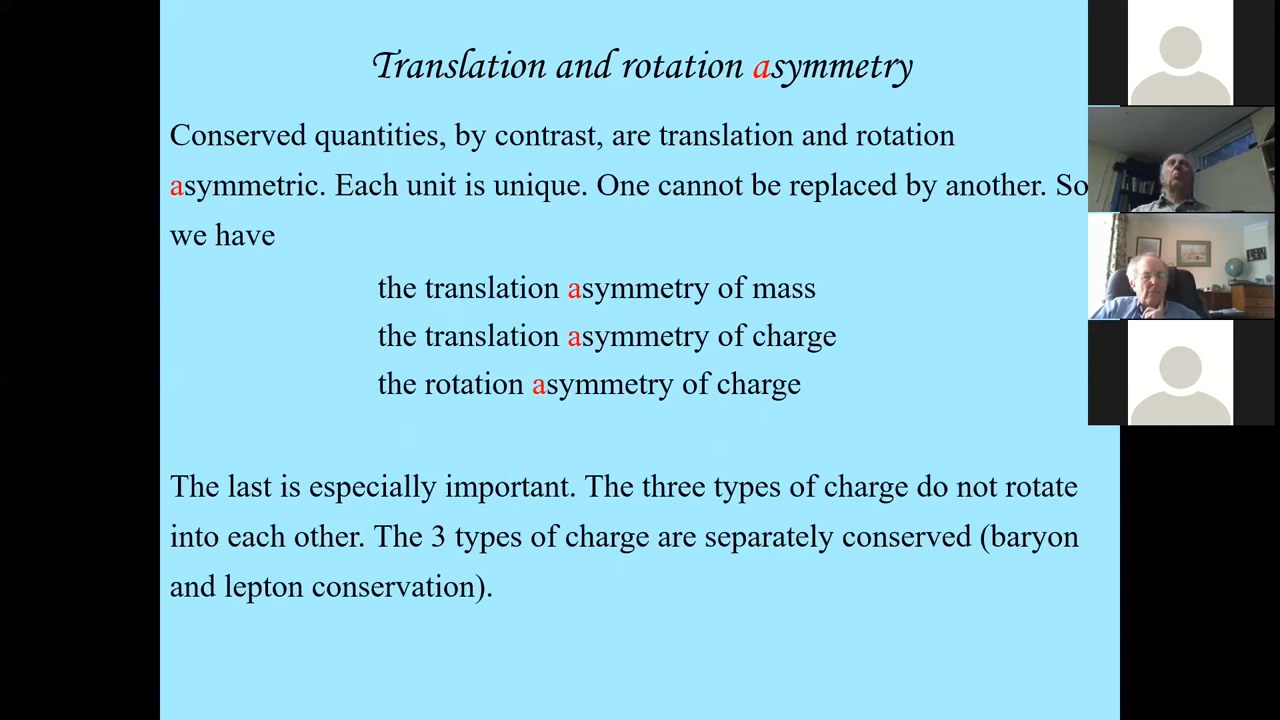 Translation and rotation asymmetry
Conserved quantities, by contrast, are translation and rotation
asymmetric. Each unit is unique. One cannot be replaced by another. So
we have
the translation asymmetry of mass
the translation asymmetry of charge
the rotation asymmetry of charge
The last is especially important. The three types of charge do not rotate
into each other. The 3 types of charge are separately conserved (baryon
and lepton conservation).